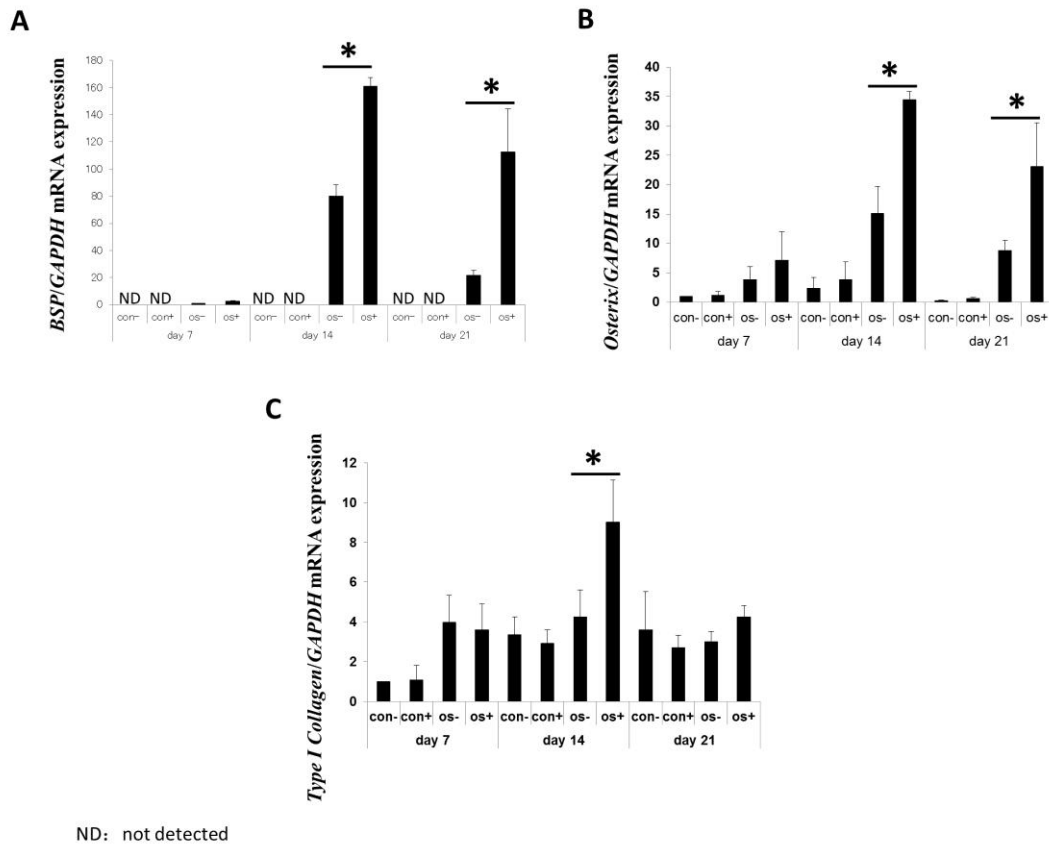 A
BSP/GAPDH mRNA expression
180
160
140
120
100
80
60
40
20
0
*
*
ND ND ND ND ND ND
con− con+ os− os+ con− con+ os− os+ con− con+ os− os+
day 7 day 14 day 21
B
Osterix/GAPDH mRNA expression
40
35
30
25
20
15
10
5
0
*
*
con- con+ os- os+ con- con+ os- os+ con- con+ os- os+
day 7 day 14 day 21
C
Type I Collagen/GAPDH mRNA expression
12
10
8
6
4
2
0
*
con- con+ os- os+ con- con+ os- os+ con- con+ os- os+
day 7 day 14 day 21
ND: not detected